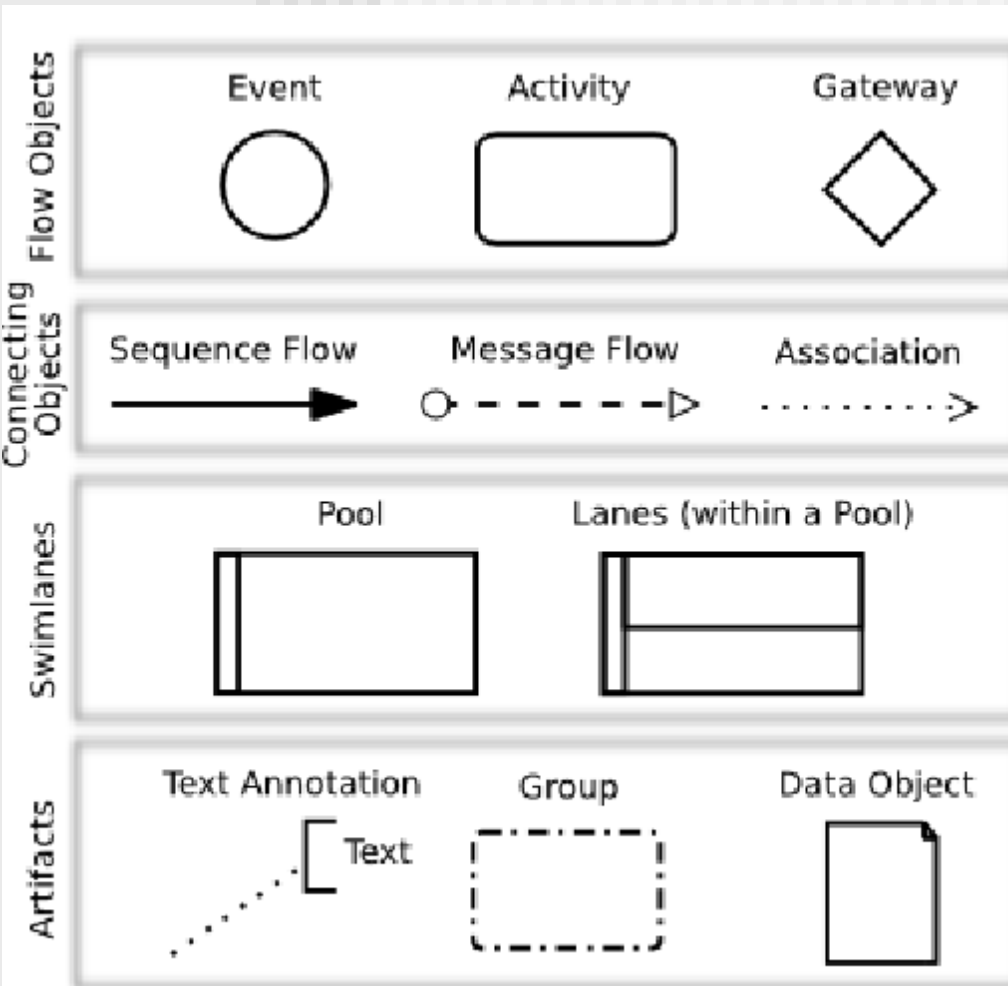 Flow Objects
Event
Activity
Gateway
Connecting
Objects
Sequence Flow
Message Flow
Association
Swimlanes
Pool
Lanes (within a Pool)
Artifacts
Text Annotation
Text
Group
Data Object